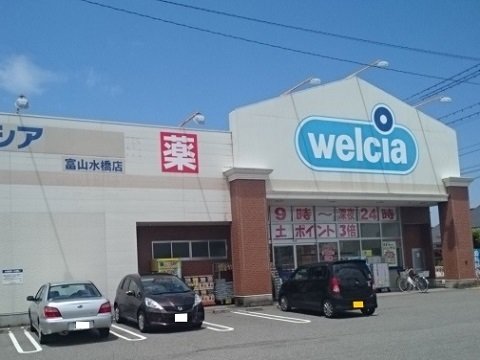 welcia
シア
富山水橋店
薬
9時～深夜24時
土ポイント3倍